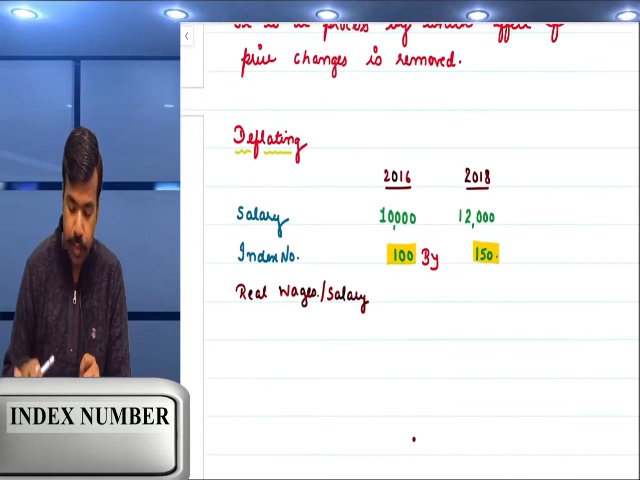 price changes is removed.
Deflating
2016 2018
Salary 10,000 12,000
Index No. 100 By 150.
Real Wages/Salary
INDEX NUMBER